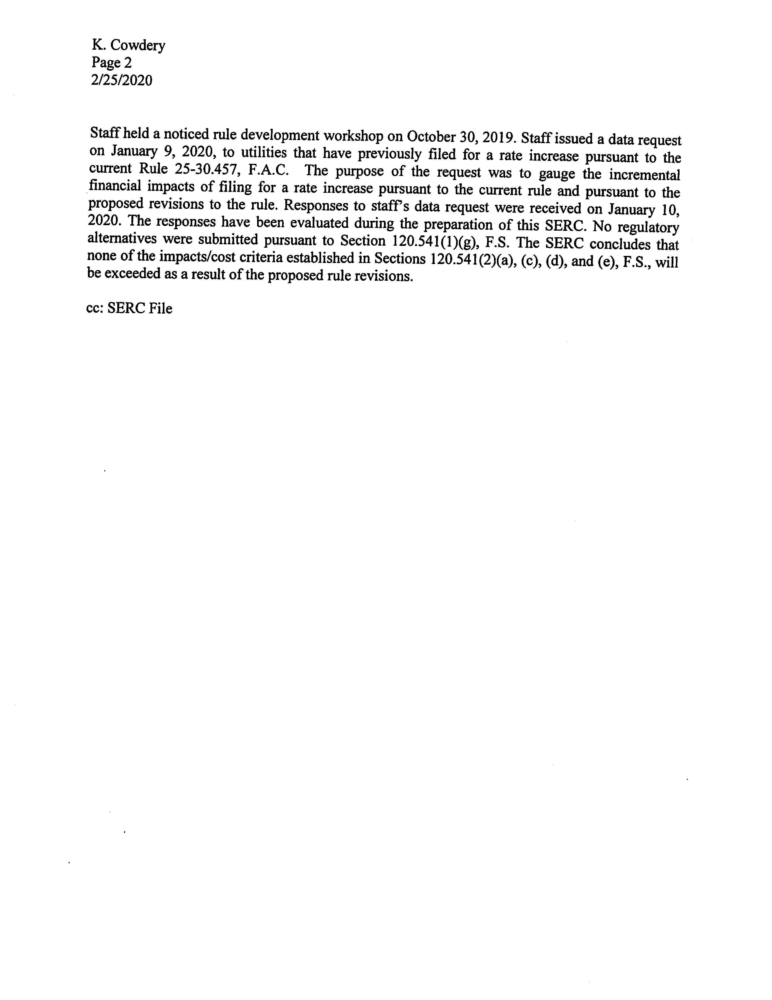 K. Cowdery
Page 2
2/25/2020
Staff held a noticed rule development workshop on October 30, 2019. Staff issued a data request
on January 9, 2020, to utilities that have previously filed for a rate increase pursuant to the
current Rule 25-30.457, F.A.C. The purpose of the request was to gauge the incremental
financial impacts of filing for a rate increase pursuant to the current rule and pursuant to the
proposed revisions to the rule. Responses to staff's data request were received on January 10,
2020. The responses have been evaluated during the preparation of this SERC. No regulatory
alternatives were submitted pursuant to Section 120.541(1)(g), F.S. The SERC concludes that
none of the impacts/cost criteria established in Sections 120.541(2)(a), (c), (d), and (e), F.S., will
be exceeded as a result of the proposed rule revisions.
cc: SERC File